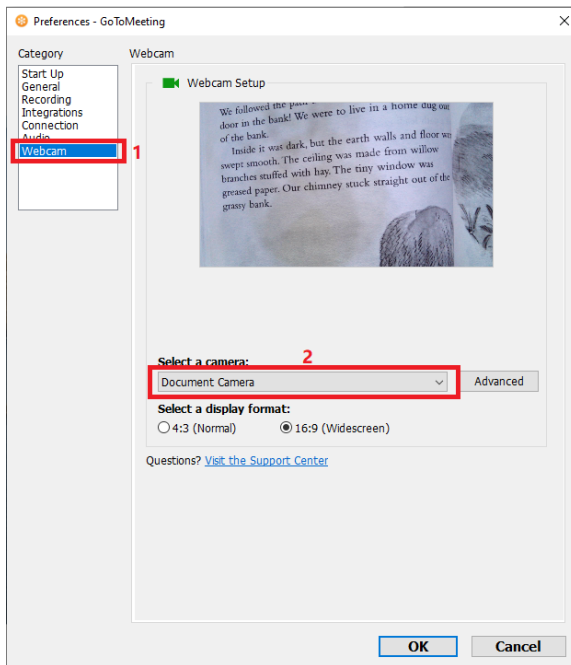 Preferences - GoToMeeting
Category
Start Up
General
Recording
Integrations
Connection
Audio
Webcam
1
Webcam
Webcam Setup
We followed the
to live in a home dug out
door in the bank! We were
of the bank.
Inside it was dark, but the earth walls and floor
swept smooth. The ceiling was made from willow
branches stuffed with hay. The tiny window was
greased paper. Our chimney stuck straight out of the
grassy bank.
Select a camera:
2
Document Camera
Advanced
Select a display format:
4:3 (Normal)
16:9 (Widescreen)
Questions? Visit the Support Center
OK
Cancel